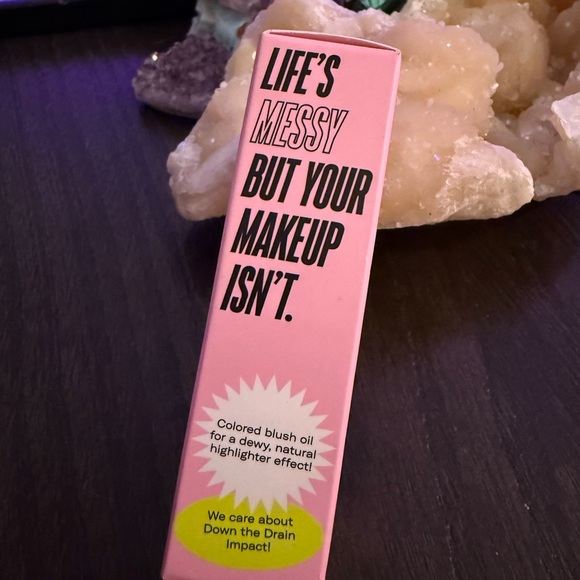 LIFE'S
MESSY
BUT YOUR
MAKEUP
ISN'T.
Colored blush oil
for a dewy, natural
highlighter effect!
We care about
Down the Drain
Impact!